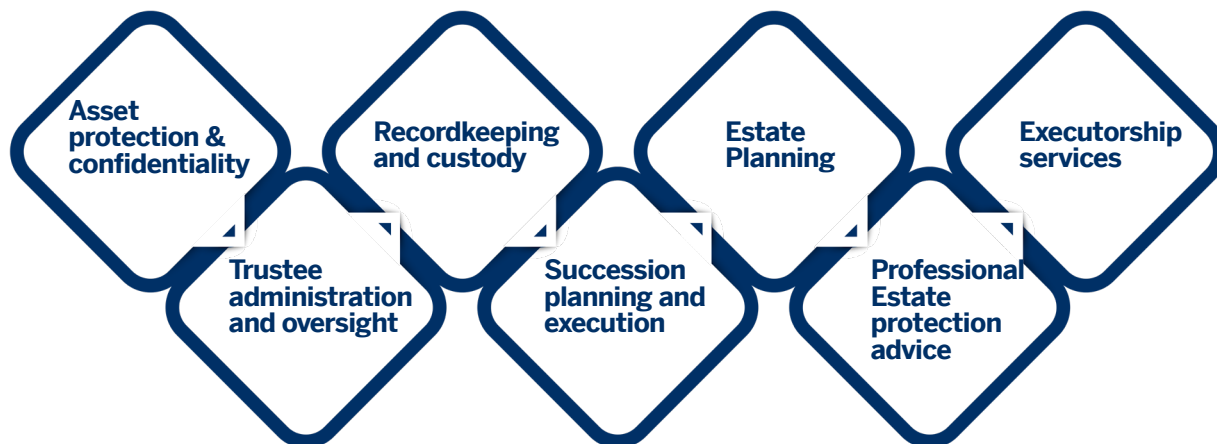 Asset
protection &
confidentiality
Trustee
administration
and oversight
Recordkeeping
and custody
Succession
planning and
execution
Estate
Planning
Professional
Estate
protection
advice
Executorship
services